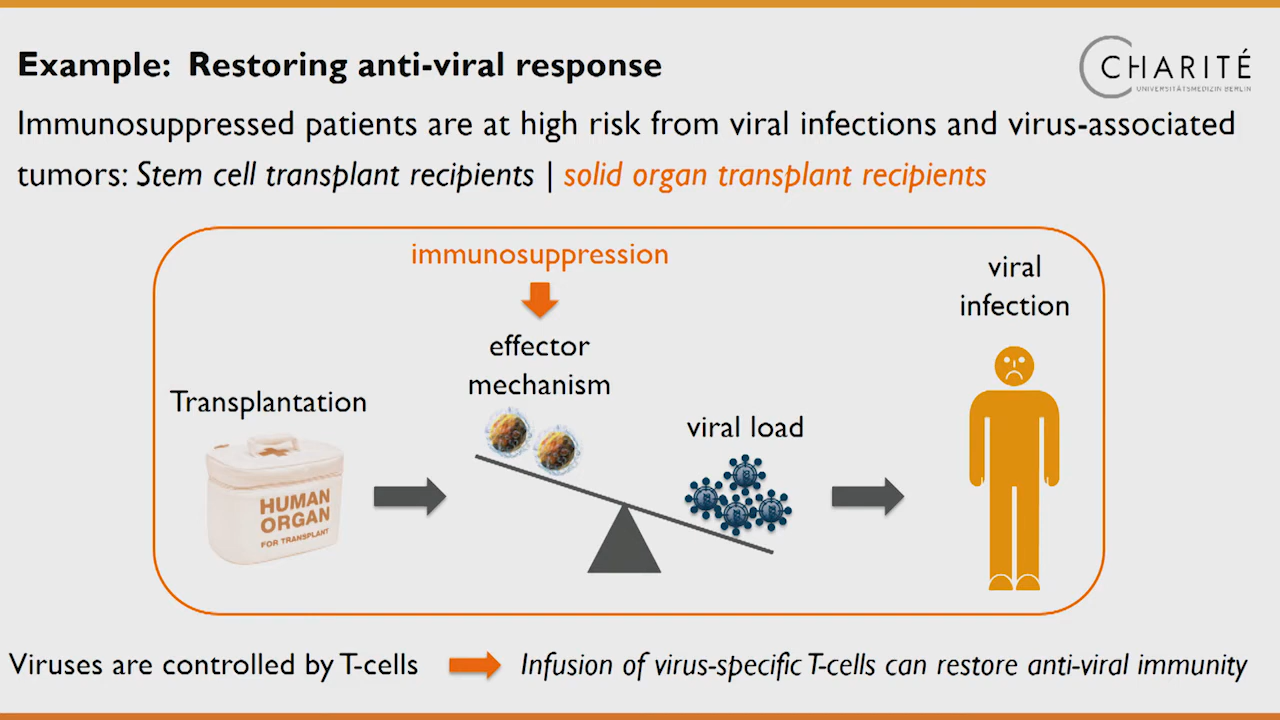 Example: Restoring anti-viral response
CHARITÉ
UNIVERSITÄTSMEDIZIN BERLIN
Immunosuppressed patients are at high risk from viral infections and virus-associated
tumors: Stem cell transplant recipients | solid organ transplant recipients
immunosuppression
viral
infection
effector
mechanism
Transplantation
viral load
HUMAN
ORGAN
FOR TRANSPLANT
Viruses are controlled by T-cells
Infusion of virus-specific T-cells can restore anti-viral immunity